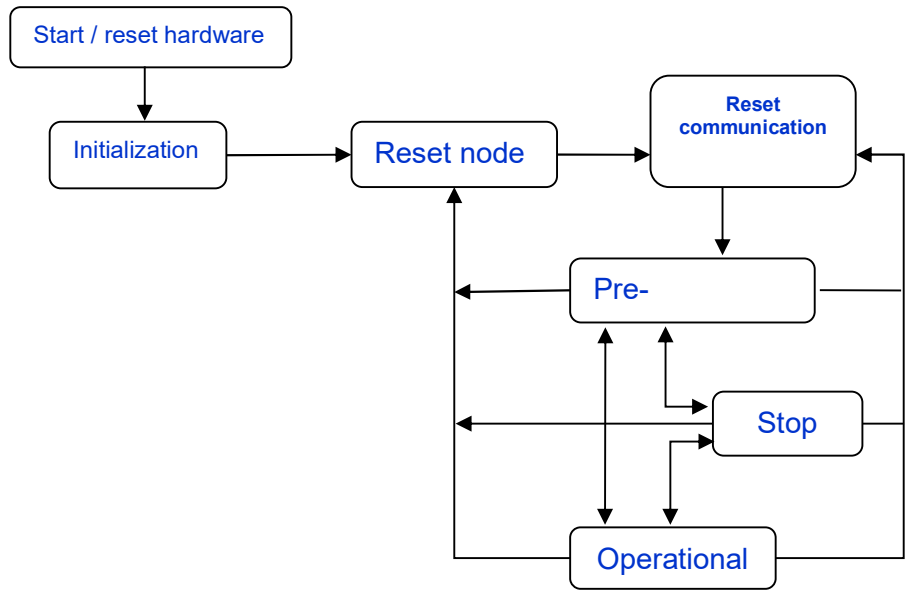 Start / reset hardware
Initialization
Reset node
Reset
communication
Pre-
Stop
Operational